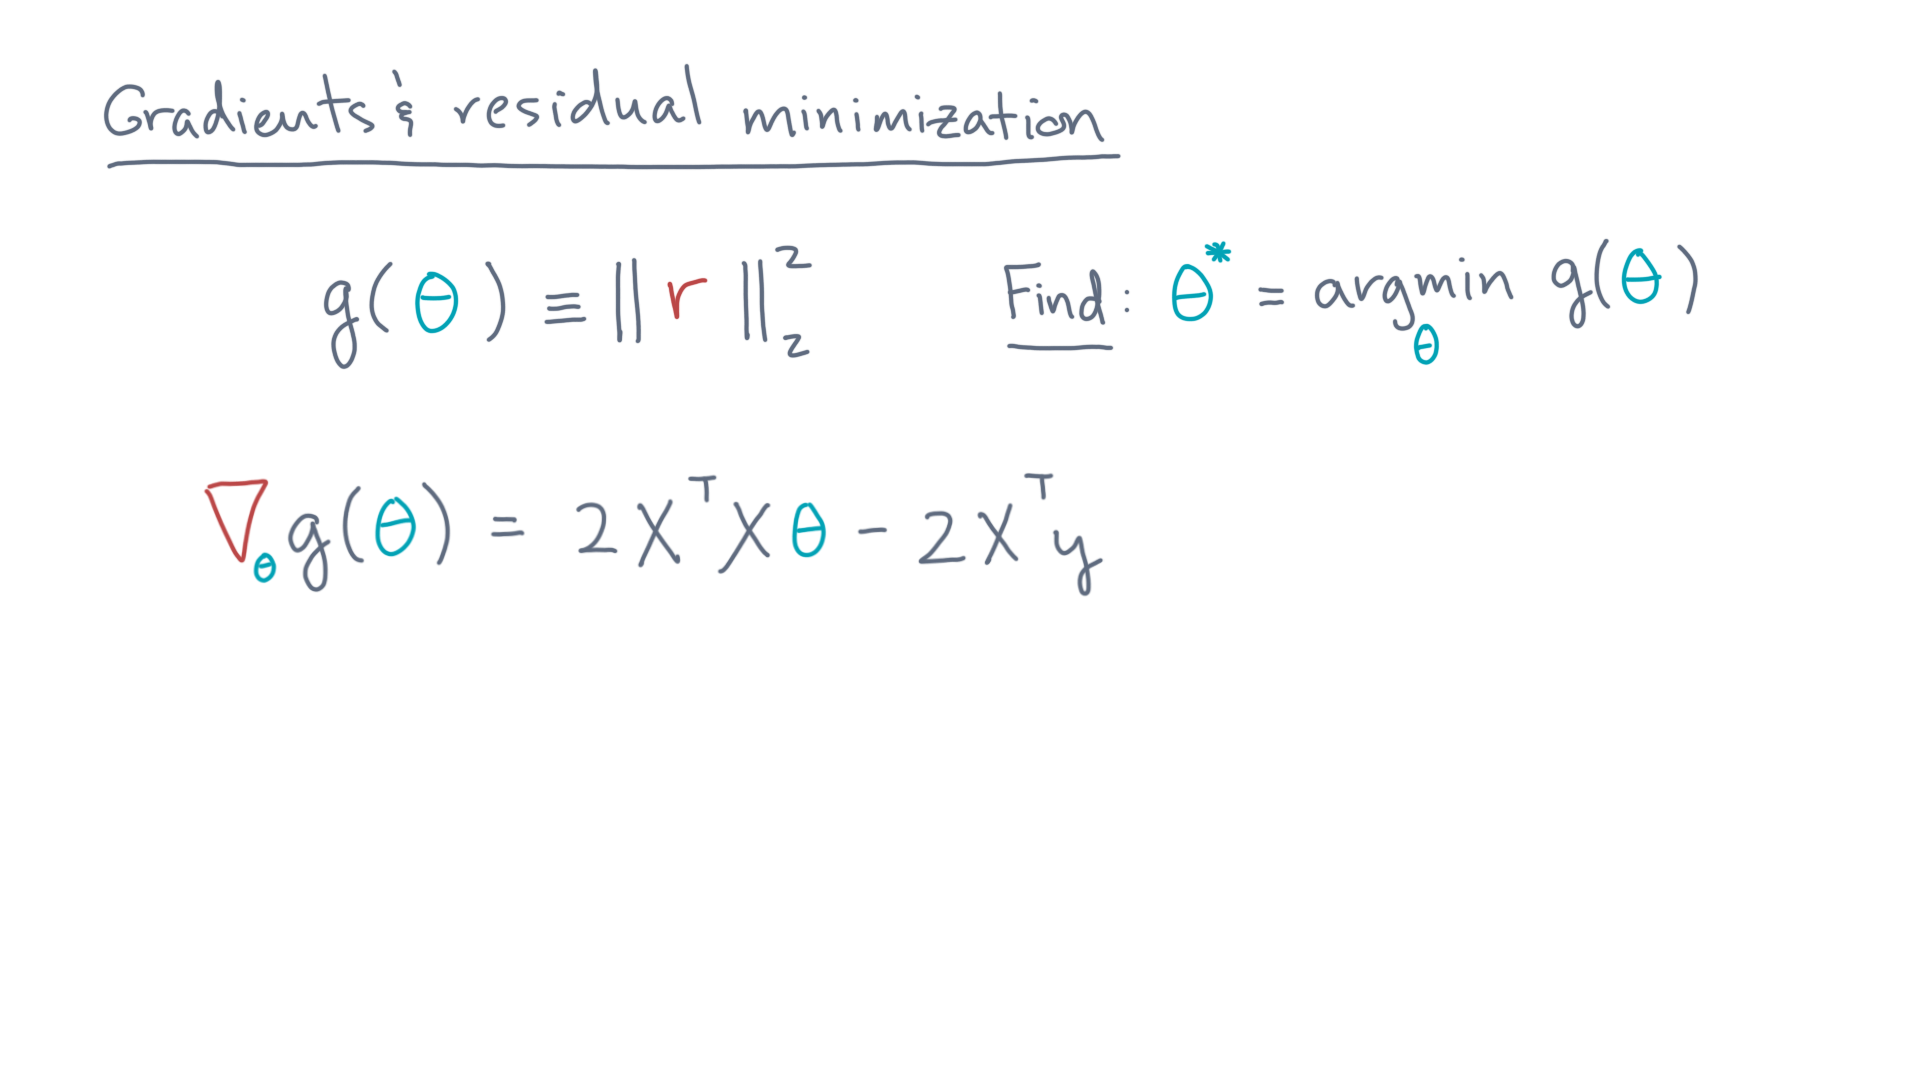 Gradients & residual minimization
g(θ) ≡ ‖r‖₂²  Find: θ* = argmin_θ g(θ)
∇_θ g(θ) = 2XᵀXθ − 2Xᵀy